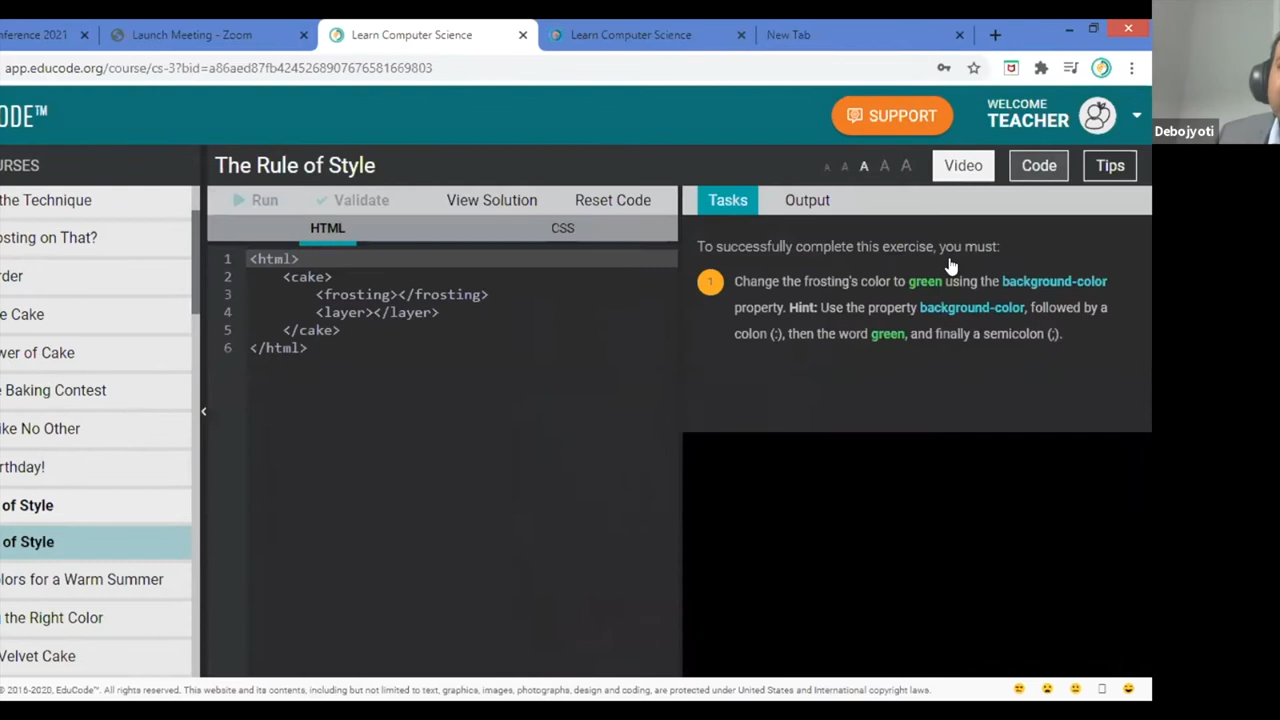 onference 2021
Launch Meeting - Zoom
Learn Computer Science
Learn Computer Science
New Tab
app.educode.org/course/cs-3?bid=a86aed87fb4245268907676581669803
ODE™
SUPPORT
WELCOME
TEACHER
Debojyoti
URSES
The Rule of Style
A A A A A
Video
Code
Tips
the Technique
osting on That?
rder
e Cake
wer of Cake
e Baking Contest
ike No Other
rthday!
of Style
of Style
olors for a Warm Summer
the Right Color
Velvet Cake
Run
Validate
View Solution
Reset Code
HTML
CSS
1 <html>
2 <cake>
3 <frosting></frosting>
4 <layer></layer>
5 </cake>
6 </html>
Tasks
Output
To successfully complete this exercise, you must:
1 Change the frosting's color to green using the background-color
property. Hint: Use the property background-color, followed by a
colon (:), then the word green, and finally a semicolon (;).
© 2016-2020, EduCode™. All rights reserved. This website and its contents, including but not limited to text, graphics, images, photographs, design and coding, are protected under United States and International copyright laws.